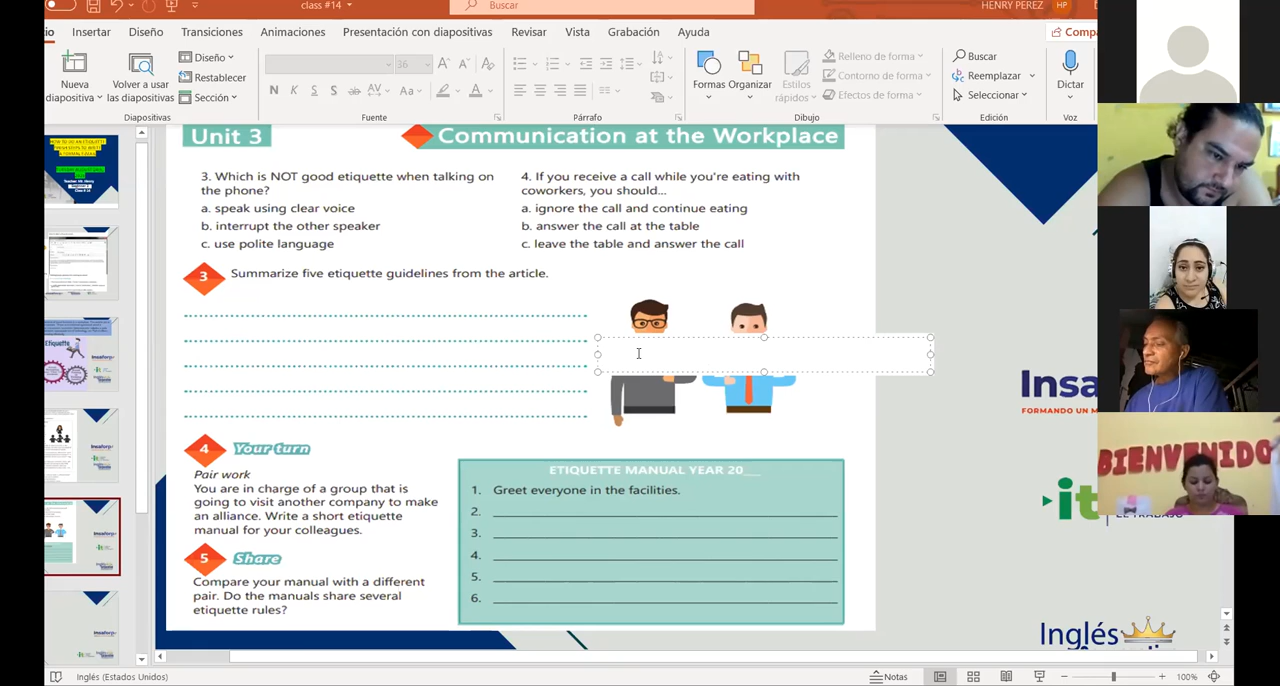 class #14
Buscar
HENRY PEREZ
HP
Insertar
Diseño
Transiciones
Animaciones
Presentación con diapositivas
Revisar
Vista
Grabación
Ayuda
Nueva
diapositiva
Volver a usar
las diapositivas
Diseño
Restablecer
Sección
Diapositivas
36
N K S S ab AV Aa A
Fuente
Párrafo
Formas
Organizar
Estilos
rápidos
Relleno de forma
Contorno de forma
Efectos de forma
Dibujo
Buscar
Reemplazar
Seleccionar
Edición
Dictar
Voz
Unit 3
Communication at the Workplace
3. Which is NOT good etiquette when talking on
the phone?
a. speak using clear voice
b. interrupt the other speaker
c. use polite language
4. If you receive a call while you're eating with
coworkers, you should...
a. ignore the call and continue eating
b. answer the call at the table
c. leave the table and answer the call
3 Summarize five etiquette guidelines from the article.
4 Your turn
Pair work
You are in charge of a group that is
going to visit another company to make
an alliance. Write a short etiquette
manual for your colleagues.
5 Share
Compare your manual with a different
pair. Do the manuals share several
etiquette rules?
ETIQUETTE MANUAL YEAR 20__
1. Greet everyone in the facilities.
2.
3.
4.
5.
6.
Insa
FORMANDO UN M
it
Inglés
BIENVENIDO
Inglés (Estados Unidos)
Notas
100%